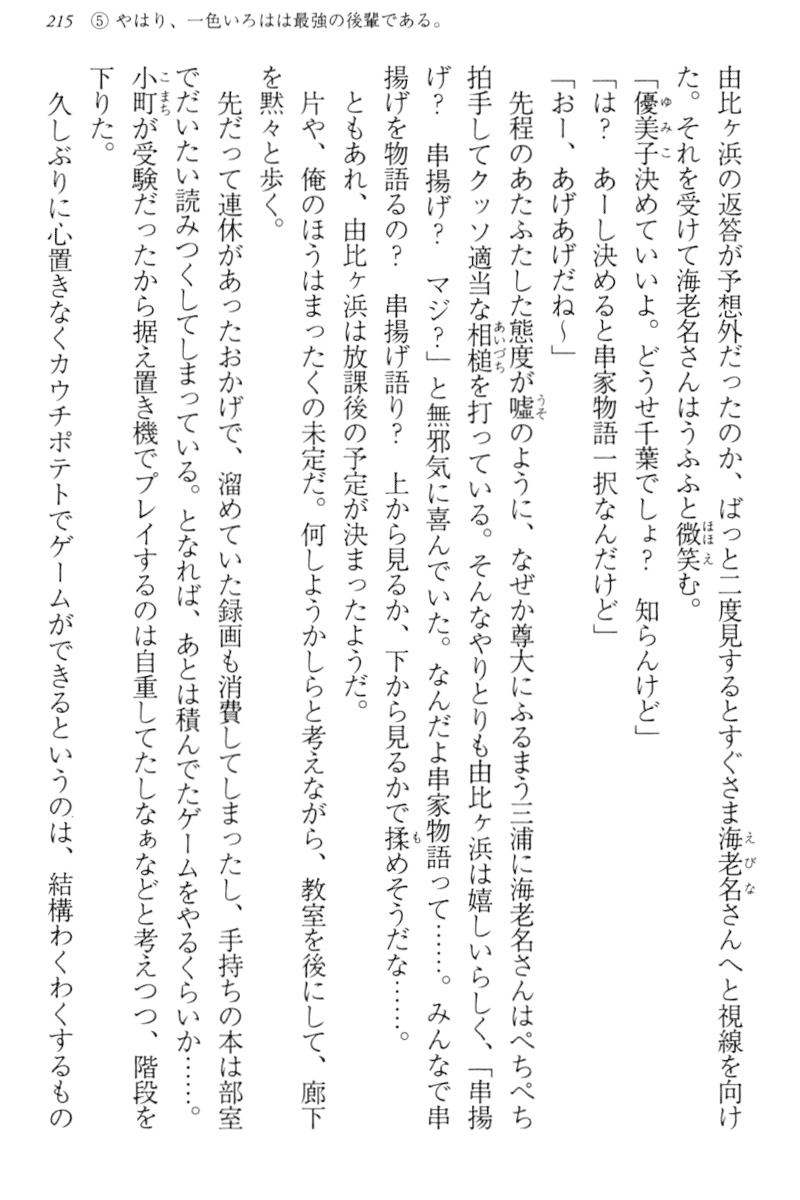 215 ⑤ やはり、一色いろはは最強の後輩である。
由比ヶ浜の返答が予想外だったのか、ばっと二度見するとすぐさま海老名さんへと視線を向け
た。それを受けて海老名さんはうふふと微笑む。
「優美子決めていいよ。どうせ千葉でしょ？　知らんけど」
「は？　あーし決めると串家物語一択なんだけど」
「おー、あげあげだね〜」
　先程のあたふたした態度が嘘のように、なぜか尊大にふるまう三浦に海老名さんはぺちぺち
拍手してクッソ適当な相槌を打っている。そんなやりとりも由比ヶ浜は嬉しいらしく、「串揚
げ？　串揚げ？　マジ？」と無邪気に喜んでいた。なんだよ串家物語って……。みんなで串
揚げを物語るの？　串揚げ語り？　上から見るか、下から見るかで揉めそうだな……。
　ともあれ、由比ヶ浜は放課後の予定が決まったようだ。
　片や、俺のほうはまったくの未定だ。何しようかしらと考えながら、教室を後にして、廊下
を黙々と歩く。
　先だって連休があったおかげで、溜めていた録画も消費してしまったし、手持ちの本は部室
でだいたい読みつくしてしまっている。となれば、あとは積んでたゲームをやるくらいか……。
小町が受験だったから据え置き機でプレイするのは自重してたしなぁなどと考えつつ、階段を
下りた。
　久しぶりに心置きなくカウチポテトでゲームができるというのは、結構わくわくするもの